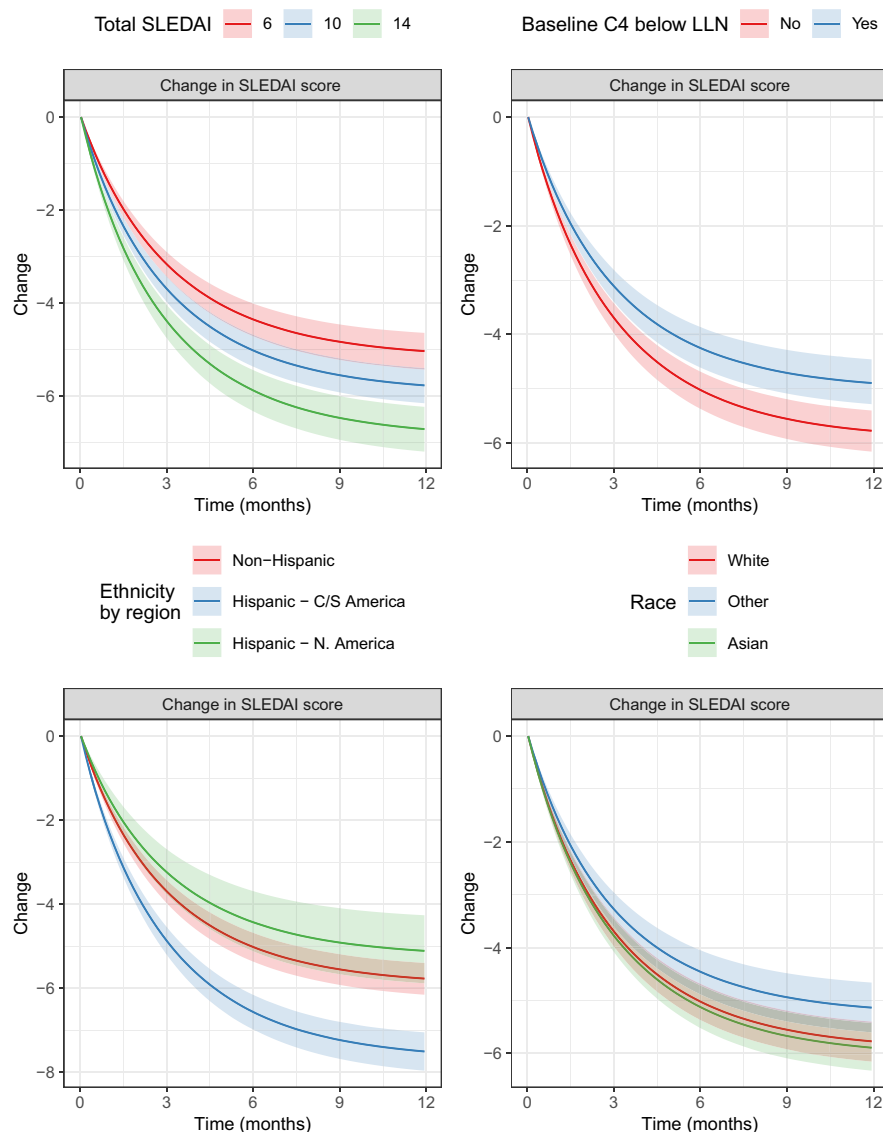 Total SLEDAI 6 10 14
Change in SLEDAI score
0
−2
−4
−6
Change
0 3 6 9 12
Time (months)
Baseline C4 below LLN No Yes
Change in SLEDAI score
0
−2
−4
−6
Change
0 3 6 9 12
Time (months)
Ethnicity
by region
Non−Hispanic
Hispanic − C/S America
Hispanic − N. America
Change in SLEDAI score
0
−2
−4
−6
−8
Change
0 3 6 9 12
Time (months)
Race
White
Other
Asian
Change in SLEDAI score
0
−2
−4
−6
Change
0 3 6 9 12
Time (months)